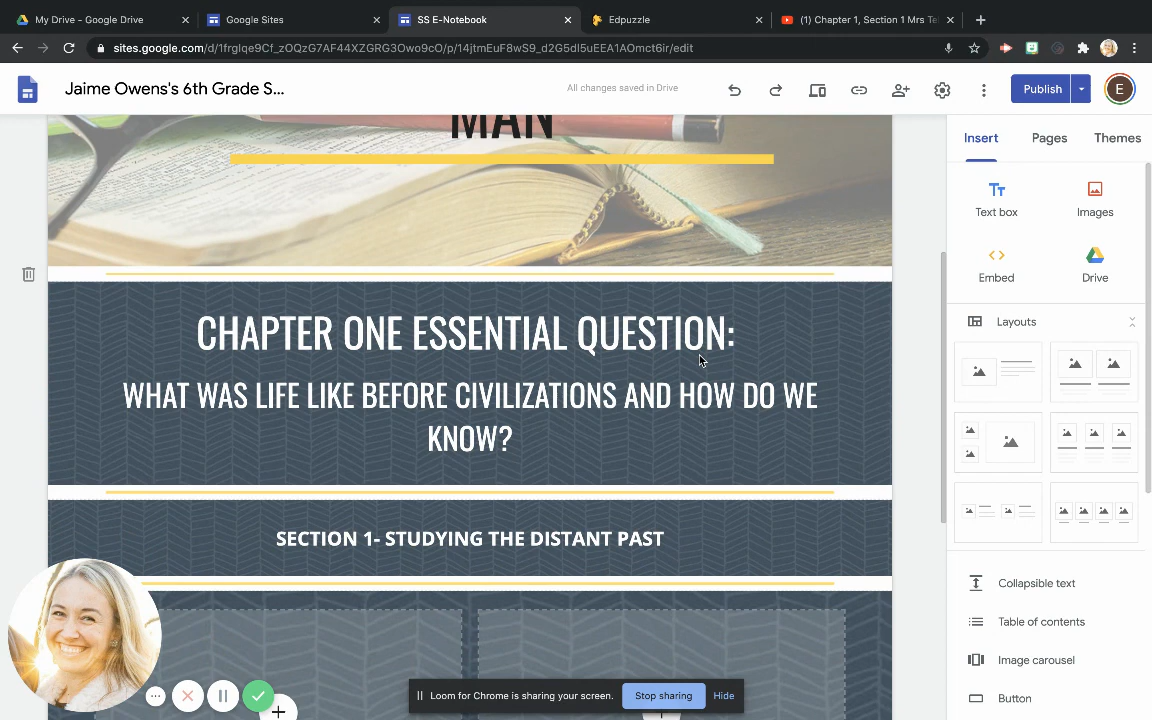 My Drive - Google Drive
Google Sites
SS E-Notebook
Edpuzzle
(1) Chapter 1, Section 1 Mrs Te
sites.google.com/d/1frgIqe9Cf_zOQzG7AF44XZGRG3Owo9cO/p/14jtmEuF8wS9_d2G5dI5uEEA1AOmct6ir/edit
Jaime Owens's 6th Grade S...
All changes saved in Drive
Publish
E
MAN
CHAPTER ONE ESSENTIAL QUESTION:
WHAT WAS LIFE LIKE BEFORE CIVILIZATIONS AND HOW DO WE
KNOW?
SECTION 1- STUDYING THE DISTANT PAST
Insert
Pages
Themes
Tt
Text box
Images
Embed
Drive
Layouts
Collapsible text
Table of contents
Image carousel
Button
Loom for Chrome is sharing your screen.
Stop sharing
Hide